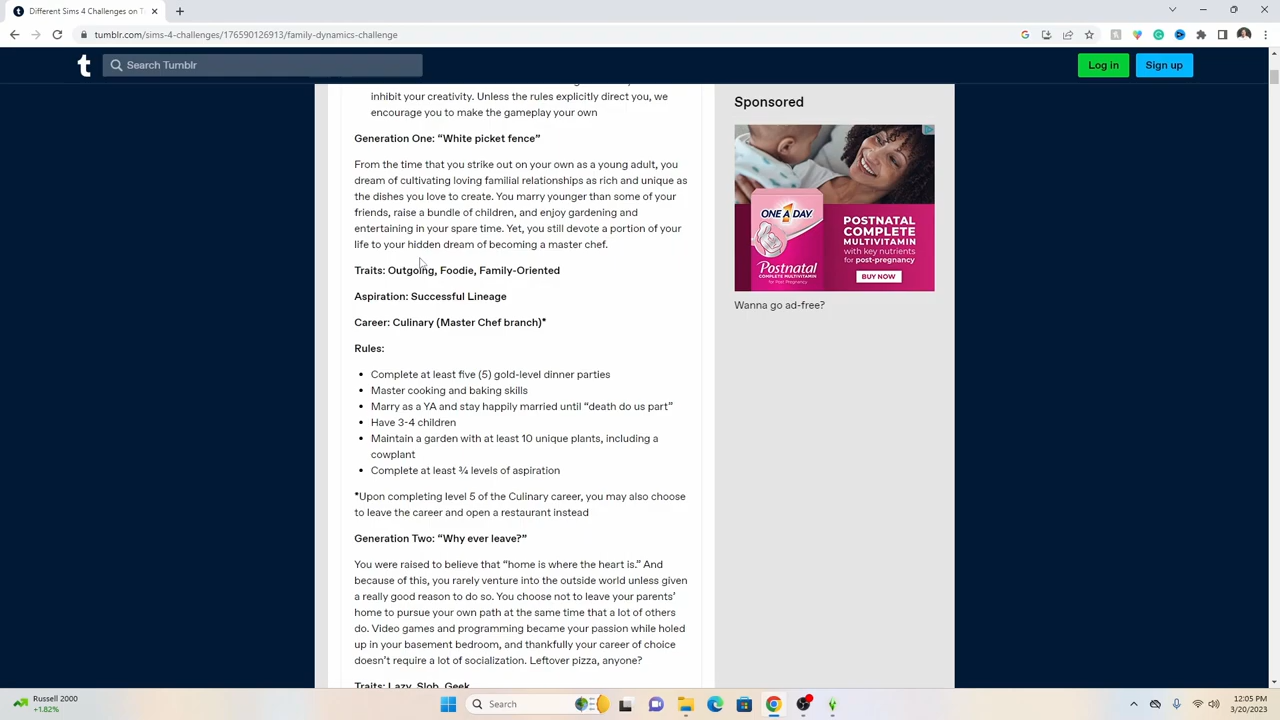 Different Sims 4 Challenges on T
tumblr.com/sims-4-challenges/176590126913/family-dynamics-challenge
t
Search Tumblr
Log in
Sign up
inhibit your creativity. Unless the rules explicitly direct you, we
encourage you to make the gameplay your own
Generation One: “White picket fence”
From the time that you strike out on your own as a young adult, you
dream of cultivating loving familial relationships as rich and unique as
the dishes you love to create. You marry younger than some of your
friends, raise a bundle of children, and enjoy gardening and
entertaining in your spare time. Yet, you still devote a portion of your
life to your hidden dream of becoming a master chef.
Traits: Outgoing, Foodie, Family-Oriented
Aspiration: Successful Lineage
Career: Culinary (Master Chef branch)*
Rules:
• Complete at least five (5) gold-level dinner parties
• Master cooking and baking skills
• Marry as a YA and stay happily married until “death do us part”
• Have 3-4 children
• Maintain a garden with at least 10 unique plants, including a
cowplant
• Complete at least ¾ levels of aspiration
*Upon completing level 5 of the Culinary career, you may also choose
to leave the career and open a restaurant instead
Generation Two: “Why ever leave?”
You were raised to believe that “home is where the heart is.” And
because of this, you rarely venture into the outside world unless given
a really good reason to do so. You choose not to leave your parents’
home to pursue your own path at the same time that a lot of others
do. Video games and programming became your passion while holed
up in your basement bedroom, and thankfully your career of choice
doesn’t require a lot of socialization. Leftover pizza, anyone?
Traits: Lazy, Slob, Geek
Sponsored
ONE A DAY
Postnatal
COMPLETE MULTIVITAMIN
POSTNATAL
COMPLETE
MULTIVITAMIN
with key nutrients
for post-pregnancy
BUY NOW
Wanna go ad-free?
Russell 2000
+1.82%
Search
12:05 PM
3/20/2023